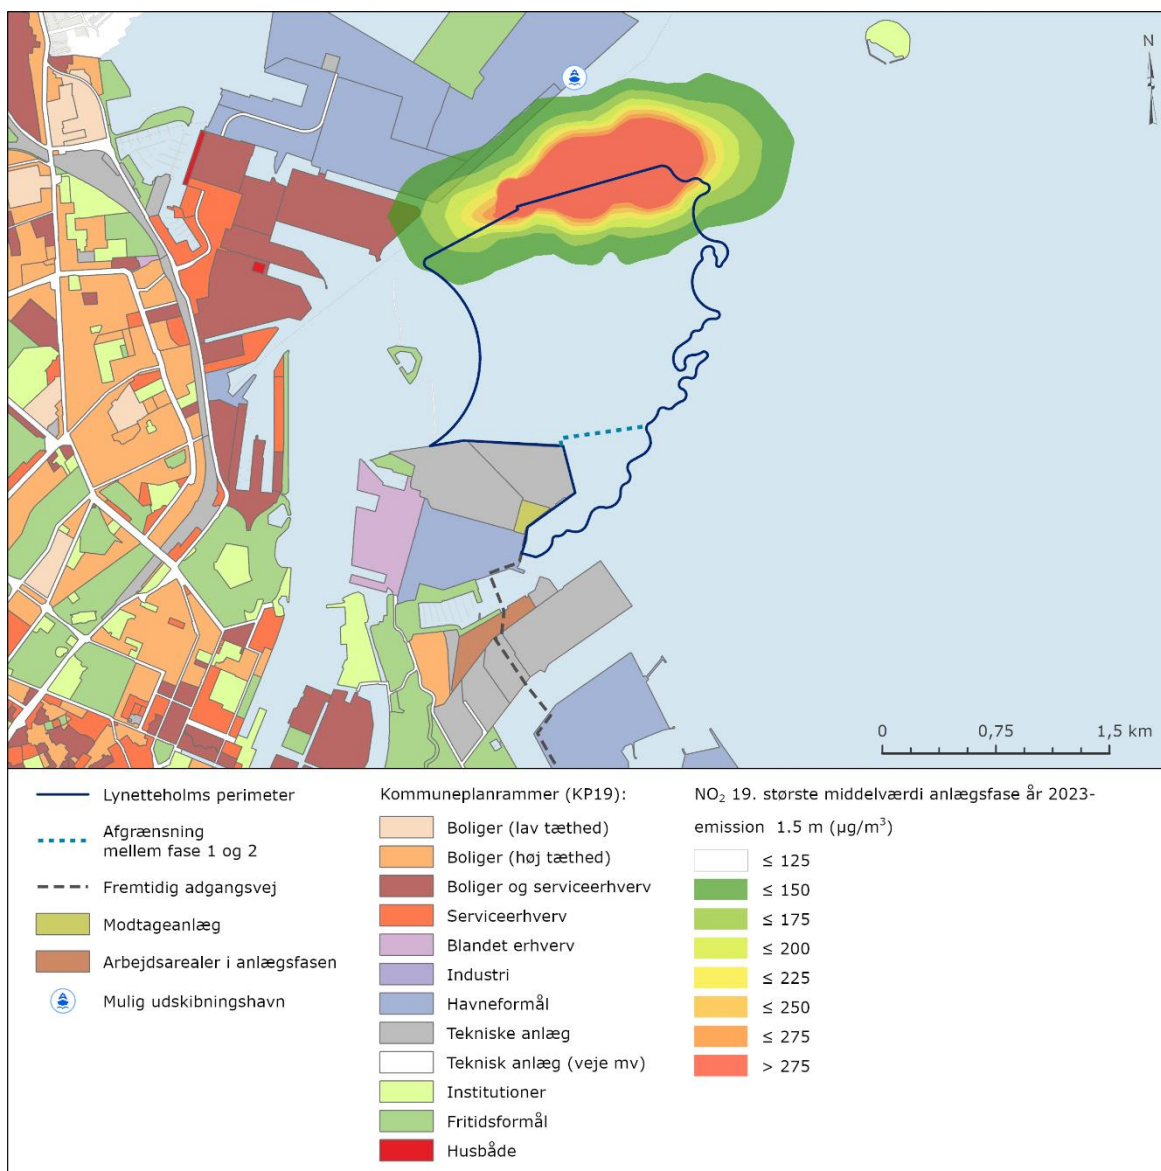 N
0 0,75 1,5 km
Lynetteholms perimeter
Afgrænsning
mellem fase 1 og 2
Fremtidig adgangsvej
Modtageanlæg
Arbejdsarealer i anlægsfasen
Mulig udskibningshavn
Kommuneplanrammer (KP19):
Boliger (lav tæthed)
Boliger (høj tæthed)
Boliger og serviceerhverv
Serviceerhverv
Blandet erhverv
Industri
Havneformål
Tekniske anlæg
Teknisk anlæg (veje mv)
Institutioner
Fritidsformål
Husbåde
NO₂ 19. største middelværdi anlægsfase år 2023-
emission 1.5 m (µg/m³)
≤ 125
≤ 150
≤ 175
≤ 200
≤ 225
≤ 250
≤ 275
> 275